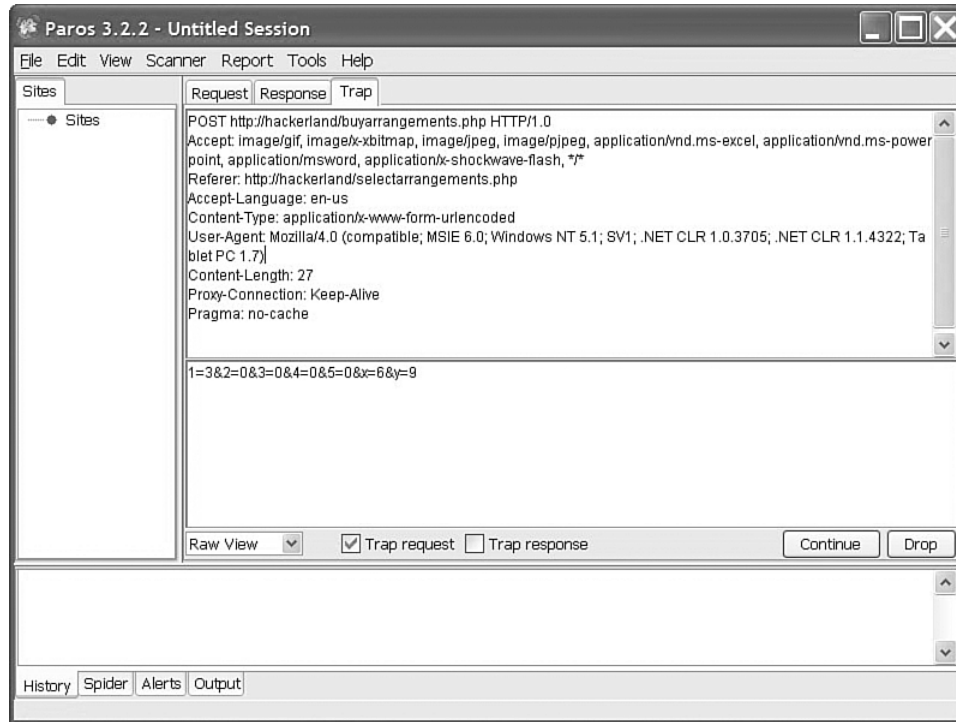 Paros 3.2.2 - Untitled Session
File Edit View Scanner Report Tools Help
Sites
Request Response Trap
Sites
POST http://hackerland/buyarrangements.php HTTP/1.0
Accept: image/gif, image/x-xbitmap, image/jpeg, image/pjpeg, application/vnd.ms-excel, application/vnd.ms-power
point, application/msword, application/x-shockwave-flash, */*
Referer: http://hackerland/selectarrangements.php
Accept-Language: en-us
Content-Type: application/x-www-form-urlencoded
User-Agent: Mozilla/4.0 (compatible; MSIE 6.0; Windows NT 5.1; SV1; .NET CLR 1.0.3705; .NET CLR 1.1.4322; Ta
blet PC 1.7)
Content-Length: 27
Proxy-Connection: Keep-Alive
Pragma: no-cache
1=3&2=0&3=0&4=0&5=0&x=6&y=9
Raw View Trap request Trap response Continue Drop
History Spider Alerts Output